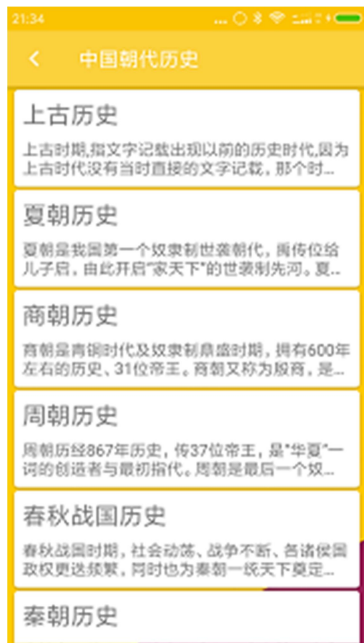 21:34
中国朝代历史
上古历史
上古时期,指文字记载出现以前的历史时代,因为
上古时代没有当时直接的文字记载，那个时...
夏朝历史
夏朝是我国第一个奴隶制世袭朝代，禹传位给
儿子启，由此开启“家天下”的世袭制先河。夏...
商朝历史
商朝是青铜时代及奴隶制鼎盛时期，拥有600年
左右的历史、31位帝王。商朝又称为殷商，是...
周朝历史
周朝历经867年历史，传37位帝王，是“华夏”一
词的创造者与最初指代。周朝是最后一个奴...
春秋战国历史
春秋战国时期，社会动荡、战争不断、各诸侯国
政权更迭频繁，同时也为秦朝一统天下奠定...
秦朝历史